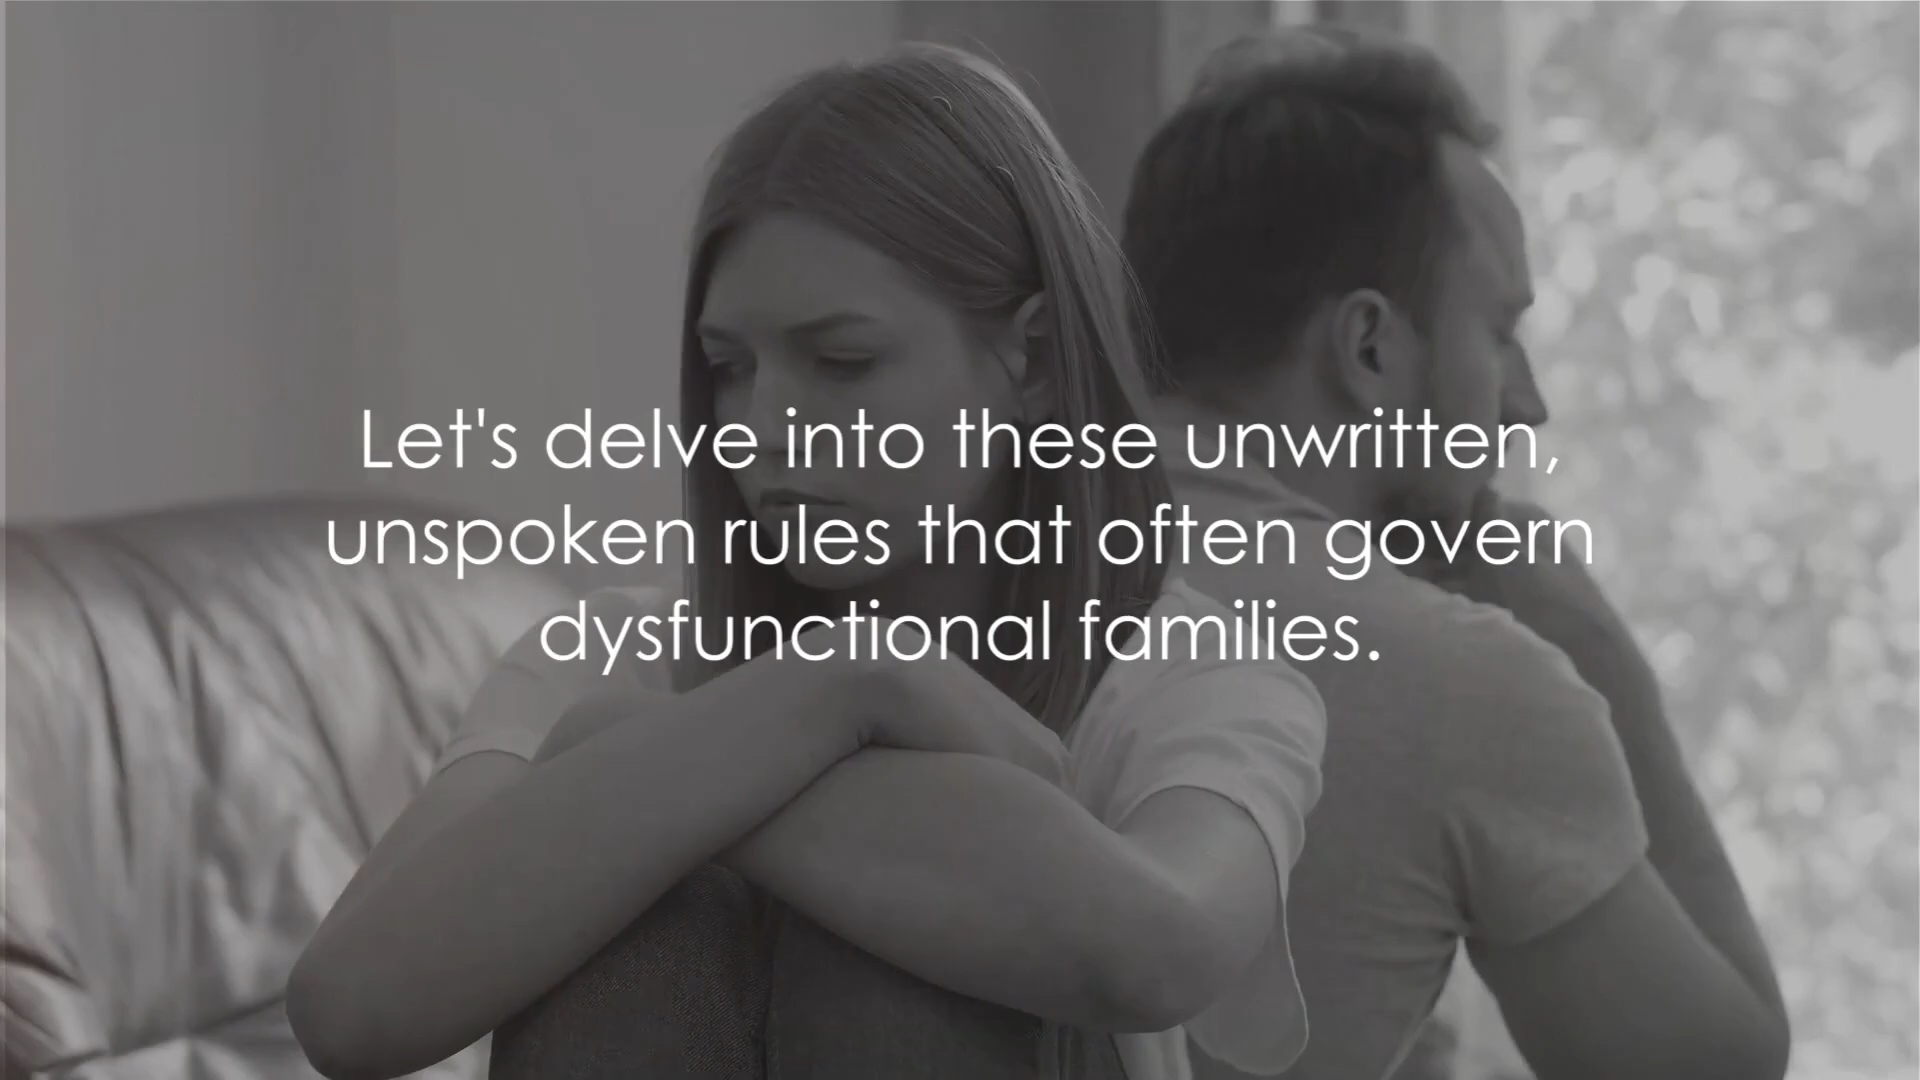 Let's delve into these unwritten,
unspoken rules that often govern
dysfunctional families.